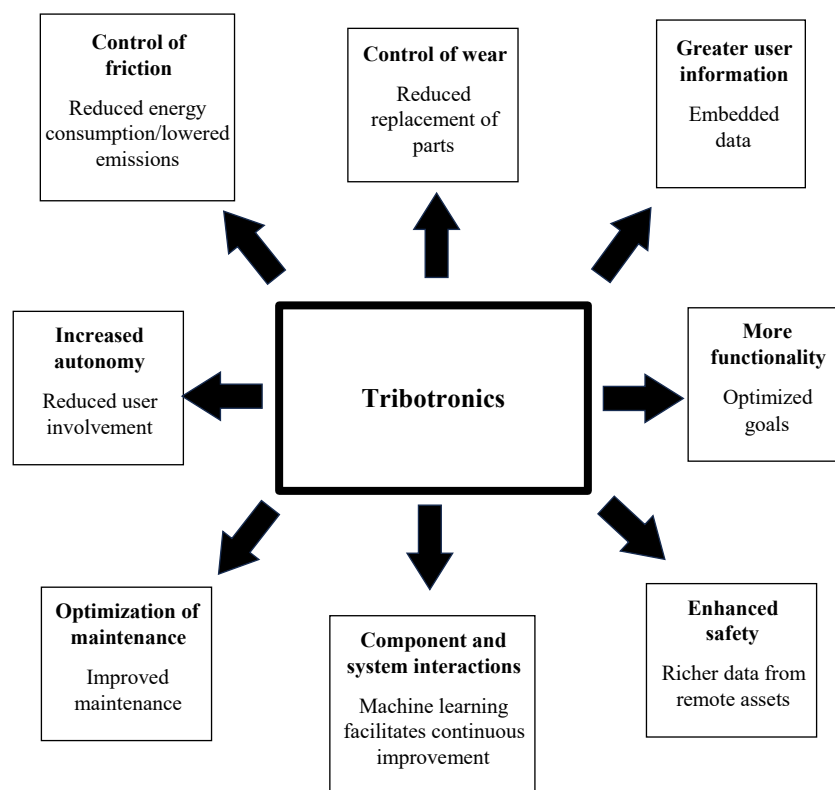 Control of
friction
Reduced energy
consumption/lowered
emissions
Control of wear
Reduced
replacement of
parts
Greater user
information
Embedded
data
Increased
autonomy
Reduced user
involvement
Tribotronics
More
functionality
Optimized
goals
Optimization of
maintenance
Improved
maintenance
Component and
system interactions
Machine learning
facilitates continuous
improvement
Enhanced
safety
Richer data from
remote assets